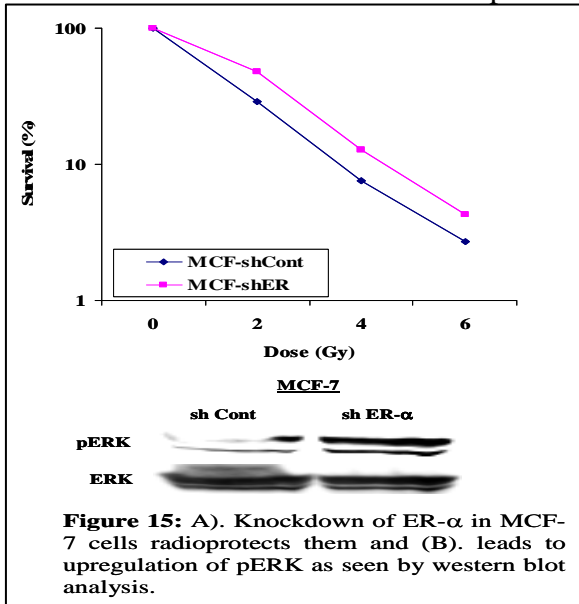 100
10
1
Survival (%)
MCF-shCont
MCF-shER
0 2 4 6
Dose (Gy)
MCF-7
sh Cont sh ER-α
pERK
ERK
Figure 15: A). Knockdown of ER-α in MCF-
7 cells radioprotects them and (B). leads to
upregulation of pERK as seen by western blot
analysis.